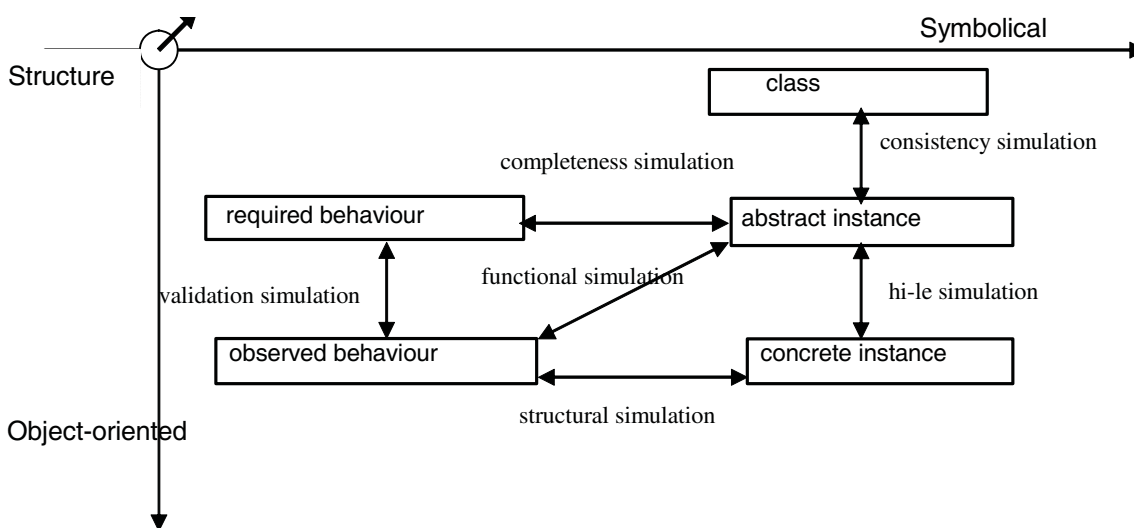 Symbolical
Structure
class
consistency simulation
completeness simulation
required behaviour
abstract instance
functional simulation
validation simulation
hi-le simulation
observed behaviour
concrete instance
structural simulation
Object-oriented